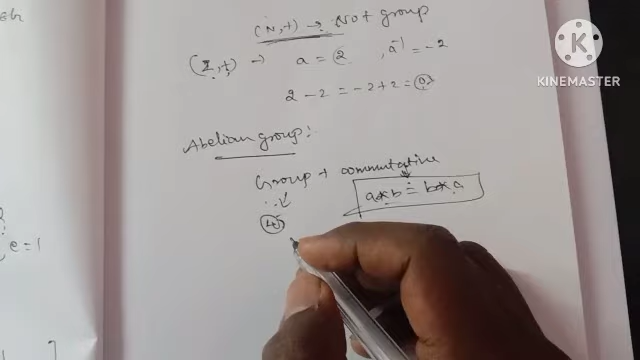 (N, +) → Not group
(Z, +) → a = 2 , a⁻¹ = -2
2 - 2 = -2 + 2 = 0
Abelian group:
Group + commutative
a * b = b * a
e = 1
K
KINEMASTER